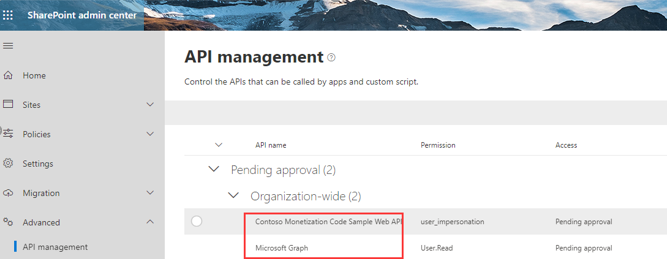 SharePoint admin center
API management
Control the APIs that can be called by apps and custom script.
Home
Sites
Policies
Settings
Migration
Advanced
API management
API name Permission Access
Pending approval (2)
Organization-wide (2)
Contoso Monetization Code Sample Web API user_impersonation Pending approval
Microsoft Graph User.Read Pending approval